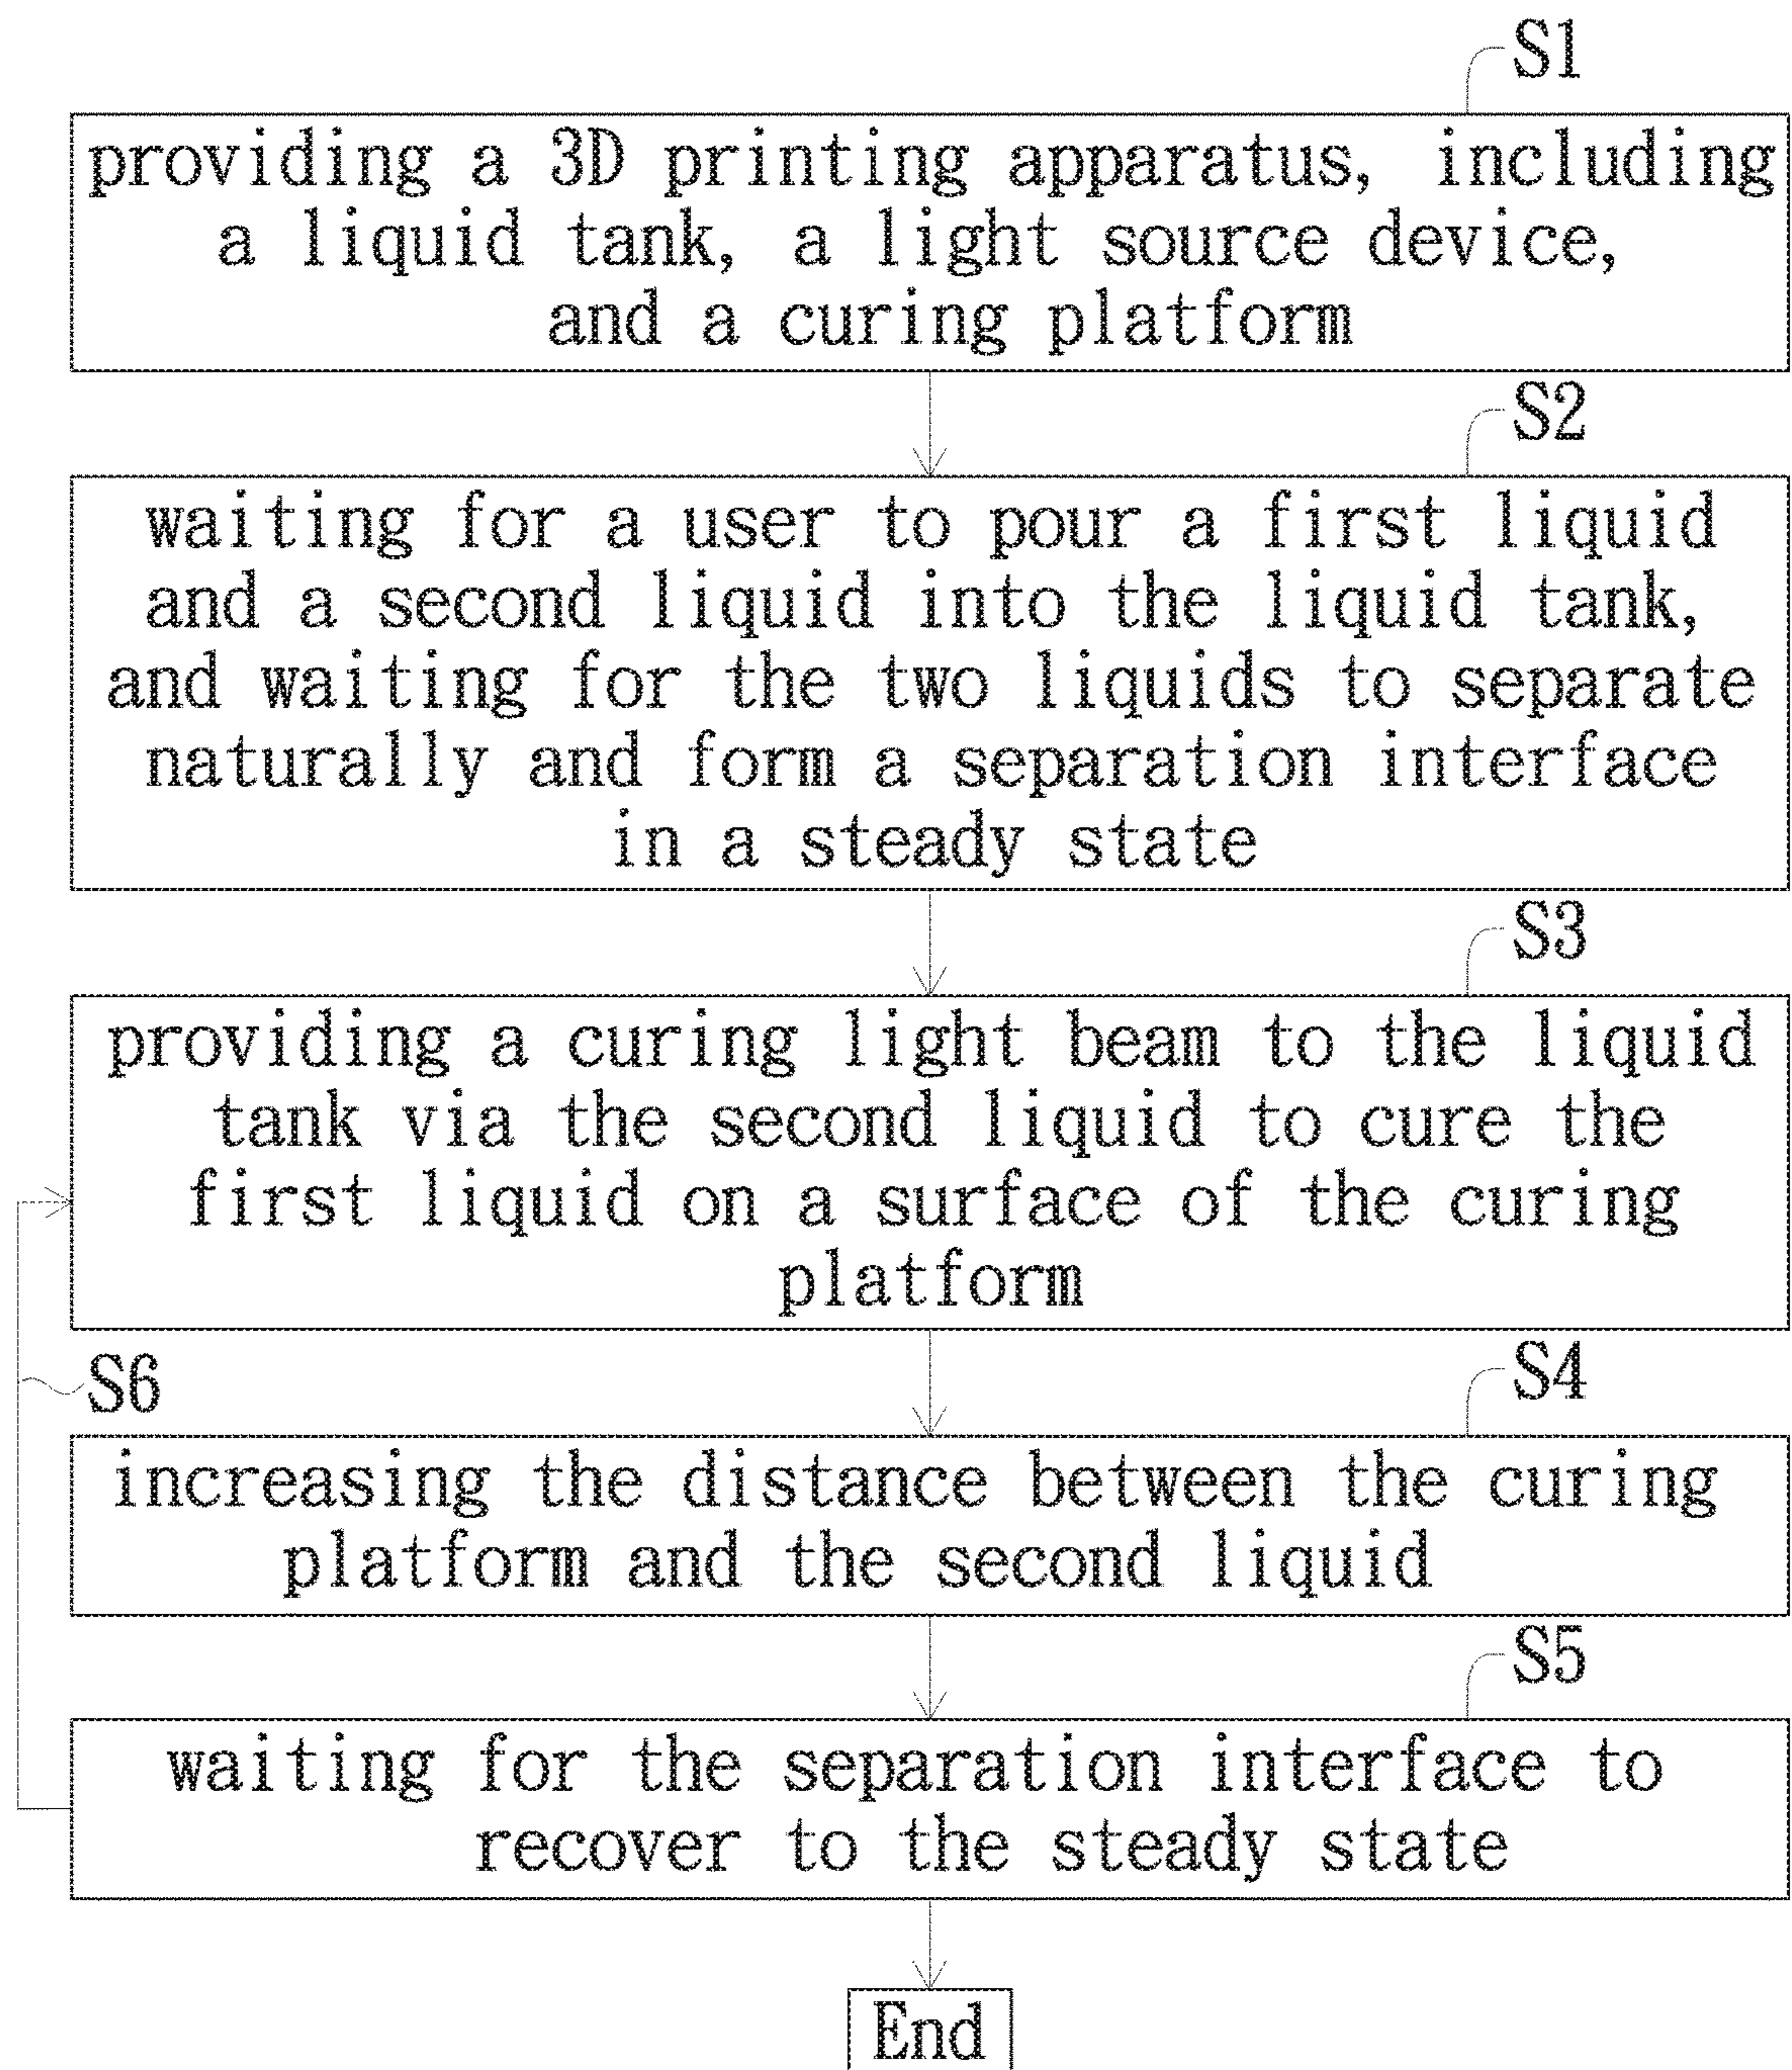 S1
providing a 3D printing apparatus, including
a liquid tank, a light source device,
and a curing platform
S2
waiting for a user to pour a first liquid
and a second liquid into the liquid tank,
and waiting for the two liquids to separate
naturally and form a separation interface
in a steady state
S3
providing a curing light beam to the liquid
tank via the second liquid to cure the
first liquid on a surface of the curing
platform
S6
S4
increasing the distance between the curing
platform and the second liquid
S5
waiting for the separation interface to
recover to the steady state
End